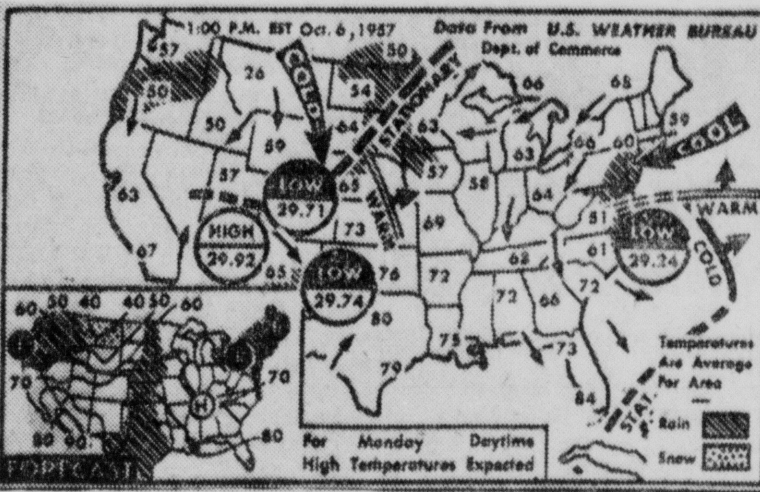 1:00 P.M. EST Oct. 6, 1957
Data From U.S. WEATHER BUREAU
Dept. of Commerce
57
50
26
COLD
50
54
STATIONARY
66
68
59
COOL
50
59
64
63
63
66
60
57
LOW
29.71
65
57
58
64
WARM
51
WARM
63
HIGH
29.92
73
69
LOW
29.24
COLD
67
65
LOW
29.74
76
72
68
61
72
72
66
80
75
73
79
84
STAT.
60 50 40 40 50 60
70
H
70
80 90
80
FORECAST
For Monday Daytime
High Temperatures Expected
Temperatures
Are Average
For Area
Rain
Snow